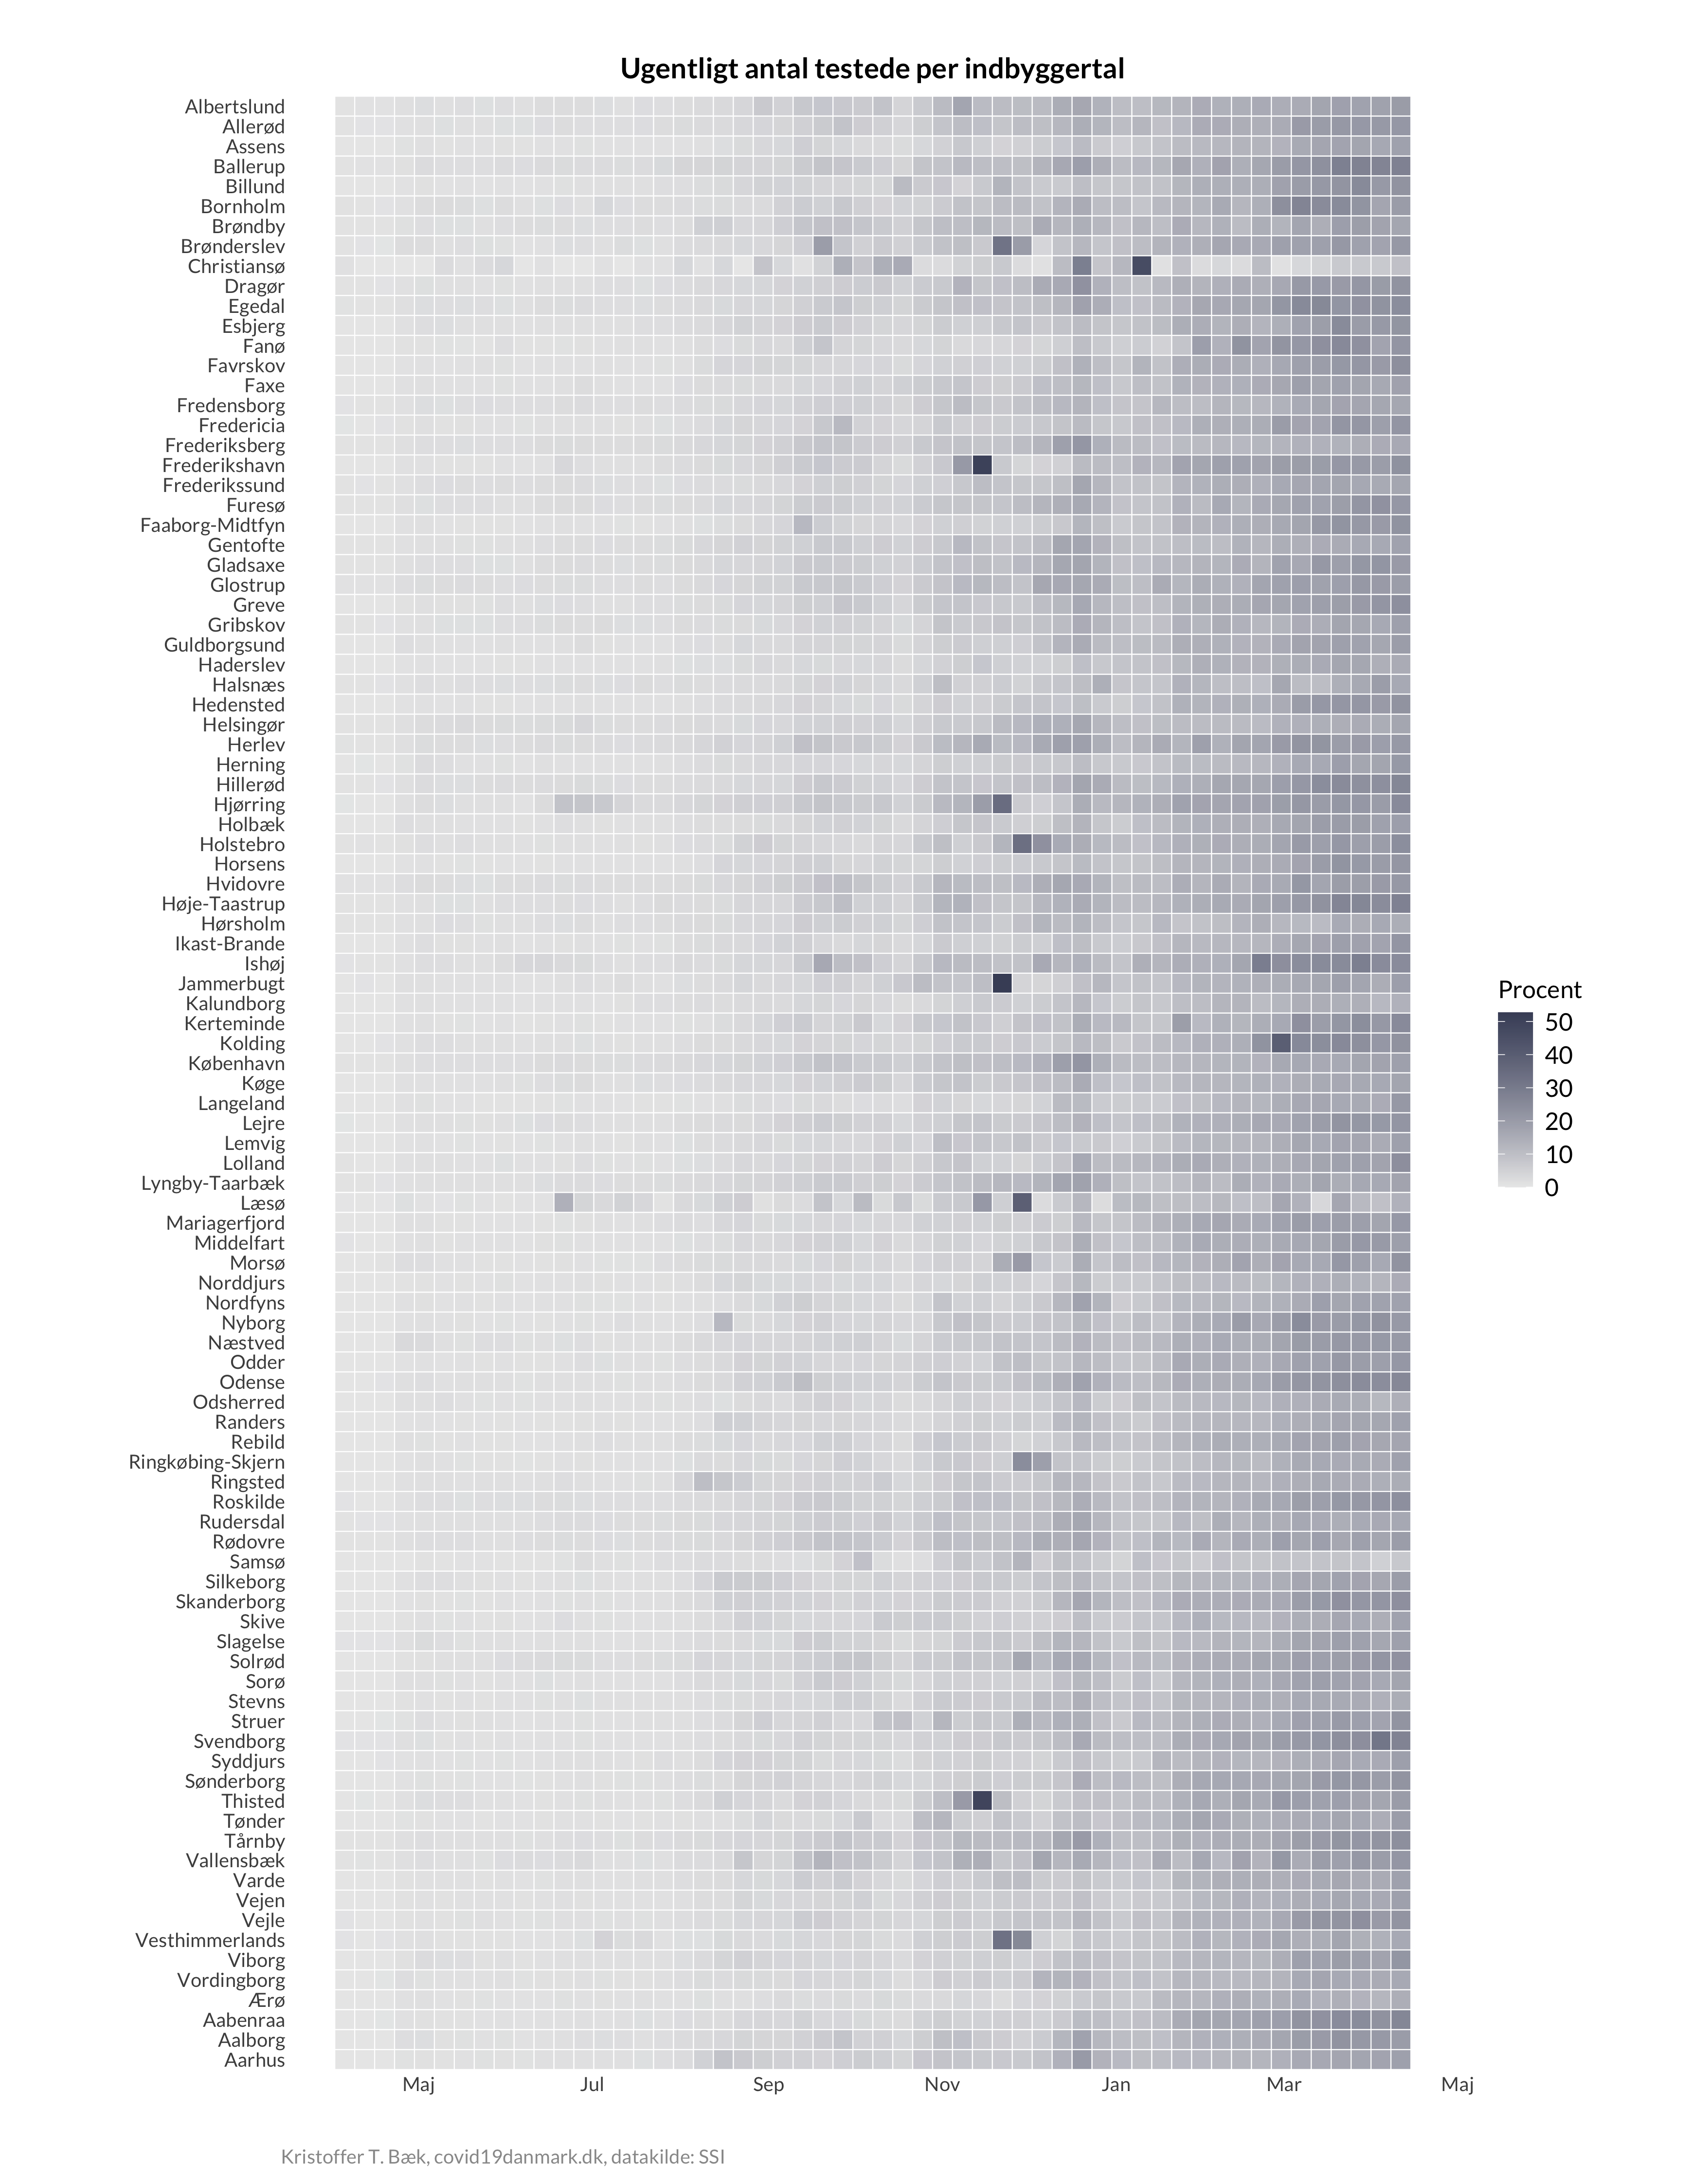 Ugentligt antal testede per indbyggertal
Albertslund
Allerød
Assens
Ballerup
Billund
Bornholm
Brøndby
Brønderslev
Christiansø
Dragør
Egedal
Esbjerg
Fanø
Favrskov
Faxe
Fredensborg
Fredericia
Frederiksberg
Frederikshavn
Frederikssund
Furesø
Faaborg-Midtfyn
Gentofte
Gladsaxe
Glostrup
Greve
Gribskov
Guldborgsund
Haderslev
Halsnæs
Hedensted
Helsingør
Herlev
Herning
Hillerød
Hjørring
Holbæk
Holstebro
Horsens
Hvidovre
Høje-Taastrup
Hørsholm
Ikast-Brande
Ishøj
Jammerbugt
Kalundborg
Kerteminde
Kolding
København
Køge
Langeland
Lejre
Lemvig
Lolland
Lyngby-Taarbæk
Læsø
Mariagerfjord
Middelfart
Morsø
Norddjurs
Nordfyns
Nyborg
Næstved
Odder
Odense
Odsherred
Randers
Rebild
Ringkøbing-Skjern
Ringsted
Roskilde
Rudersdal
Rødovre
Samsø
Silkeborg
Skanderborg
Skive
Slagelse
Solrød
Sorø
Stevns
Struer
Svendborg
Syddjurs
Sønderborg
Thisted
Tønder
Tårnby
Vallensbæk
Varde
Vejen
Vejle
Vesthimmerlands
Viborg
Vordingborg
Ærø
Aabenraa
Aalborg
Aarhus
Maj Jul Sep Nov Jan Mar Maj
Procent
50
40
30
20
10
0
Kristoffer T. Bæk, covid19danmark.dk, datakilde: SSI